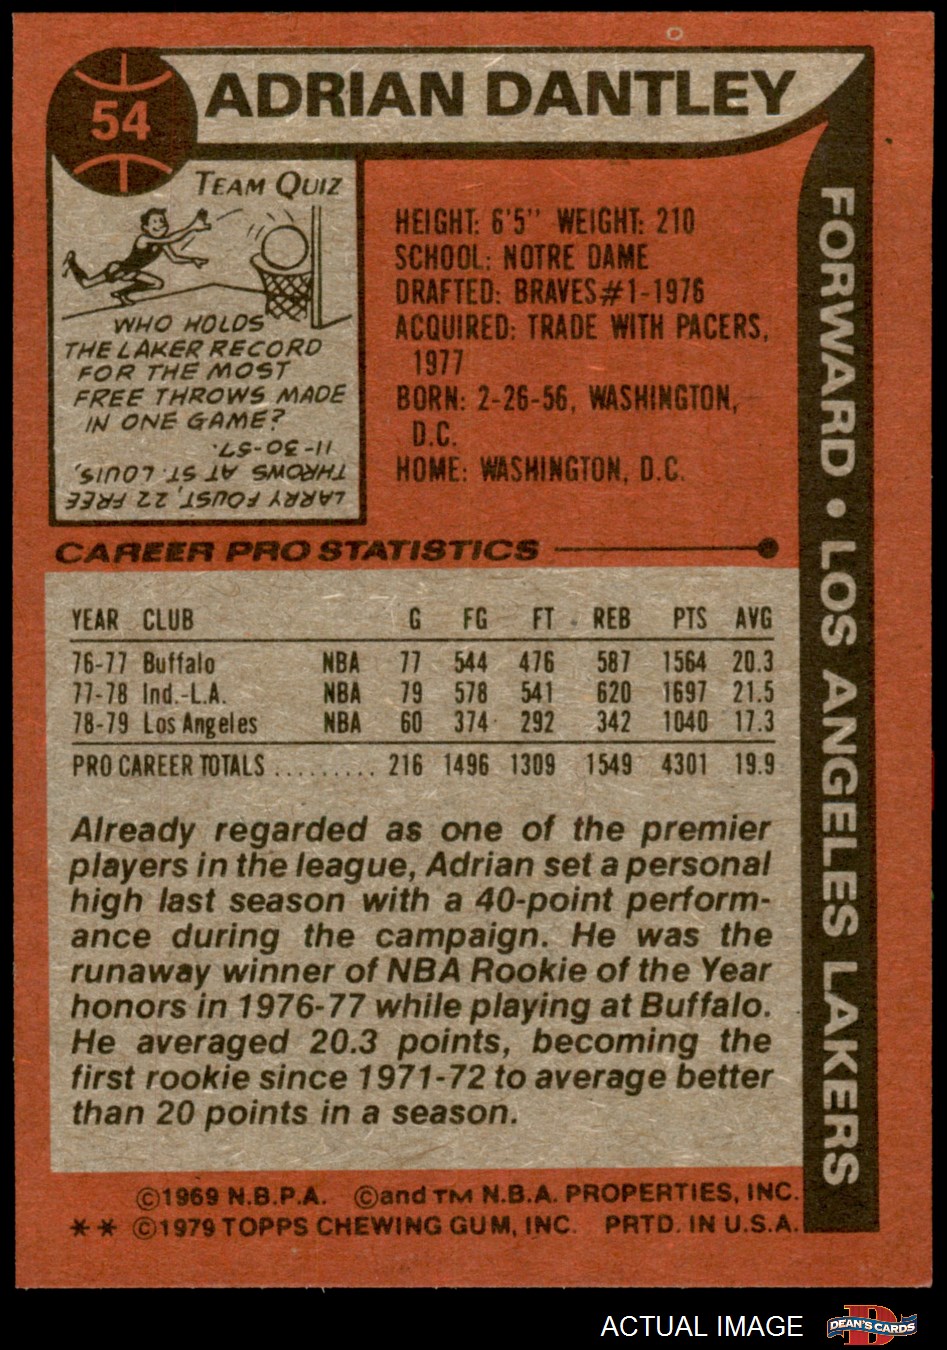 54
ADRIAN DANTLEY
TEAM QUIZ
WHO HOLDS
THE LAKER RECORD
FOR THE MOST
FREE THROWS MADE
IN ONE GAME?
LARRY FOUST, 22 FREE
THROWS AT ST. LOUIS,
11-30-57.
HEIGHT: 6'5" WEIGHT: 210
SCHOOL: NOTRE DAME
DRAFTED: BRAVES#1-1976
ACQUIRED: TRADE WITH PACERS,
1977
BORN: 2-26-56, WASHINGTON,
D.C.
HOME: WASHINGTON, D.C.
FORWARD • LOS ANGELES LAKERS
CAREER PRO STATISTICS
YEAR CLUB G FG FT REB PTS AVG
76-77 Buffalo NBA 77 544 476 587 1564 20.3
77-78 Ind.-L.A. NBA 79 578 541 620 1697 21.5
78-79 Los Angeles NBA 60 374 292 342 1040 17.3
PRO CAREER TOTALS ......... 216 1496 1309 1549 4301 19.9
Already regarded as one of the premier
players in the league, Adrian set a personal
high last season with a 40-point perform-
ance during the campaign. He was the
runaway winner of NBA Rookie of the Year
honors in 1976-77 while playing at Buffalo.
He averaged 20.3 points, becoming the
first rookie since 1971-72 to average better
than 20 points in a season.
©1969 N.B.P.A. ©and TM N.B.A. PROPERTIES, INC.
** ©1979 TOPPS CHEWING GUM, INC. PRTD. IN U.S.A.
ACTUAL IMAGE
DEAN'S CARDS